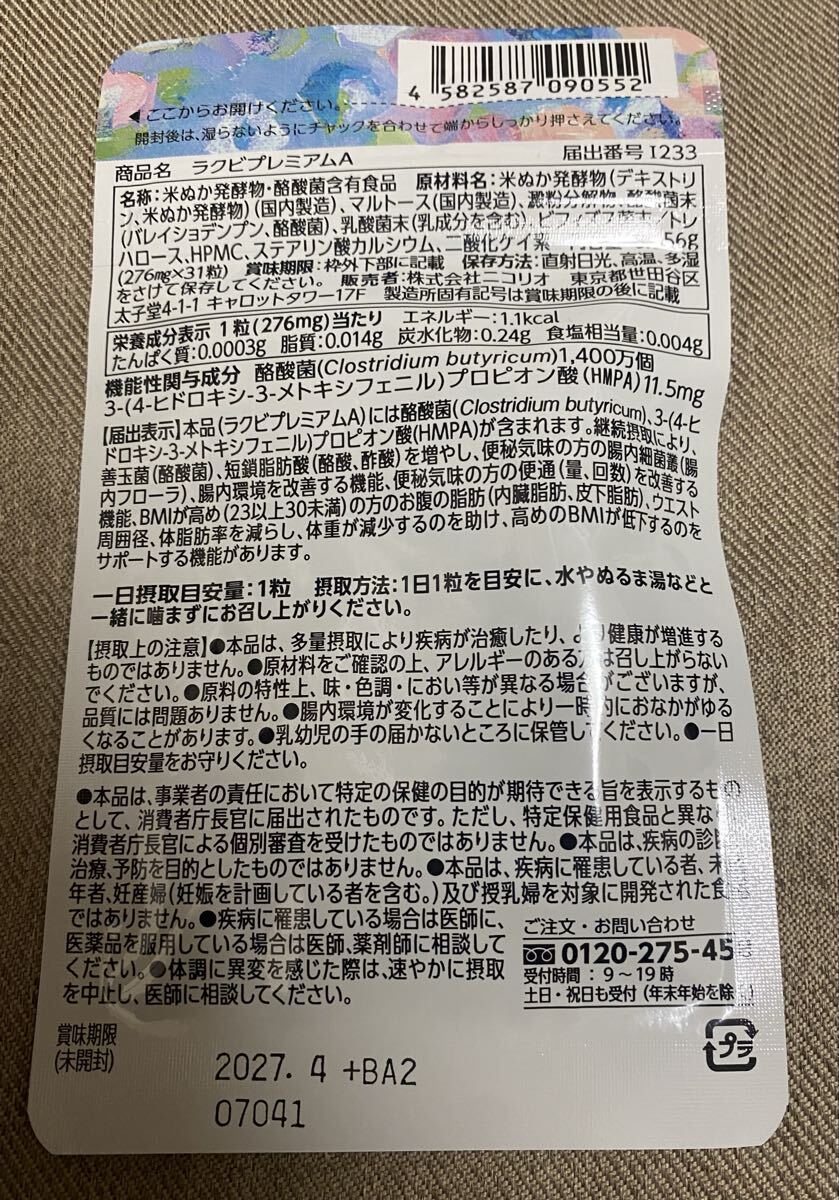 4 582587 090552
◀ここからお開けください。
開封後は、湿らないようにチャックを合わせて端からしっかり押さえてください。
商品名 ラクビプレミアムA 届出番号 I233
名称：米ぬか発酵物・酪酸菌含有食品 原材料名：米ぬか発酵物（デキストリ
ン、米ぬか発酵物）（国内製造）、マルトース（国内製造）、澱粉分解物、酪酸菌末
（バレイショデンプン、酪酸菌）、乳酸菌末（乳成分を含む）、ビフィズス菌末／トレ
ハロース、HPMC、ステアリン酸カルシウム、二酸化ケイ素 56g
（276mg×31粒） 賞味期限：枠外下部に記載 保存方法：直射日光、高温、多湿
をさけて保存してください。 販売者：株式会社ニコリオ 東京都世田谷区
太子堂4-1-1 キャロットタワー17F 製造所固有記号は賞味期限の後に記載
栄養成分表示 1粒（276mg）当たり エネルギー：1.1kcal
たんぱく質：0.0003g 脂質：0.014g 炭水化物：0.24g 食塩相当量：0.004g
機能性関与成分 酪酸菌（Clostridium butyricum）1,400万個
3-（4-ヒドロキシ-3-メトキシフェニル）プロピオン酸（HMPA）11.5mg
【届出表示】本品（ラクビプレミアムA）には酪酸菌（Clostridium butyricum）、3-（4-ヒ
ドロキシ-3-メトキシフェニル）プロピオン酸（HMPA）が含まれます。継続摂取により、
善玉菌（酪酸菌）、短鎖脂肪酸（酪酸、酢酸）を増やし、便秘気味の方の腸内細菌叢（腸
内フローラ）、腸内環境を改善する機能、便秘気味の方の便通（量、回数）を改善する
機能、BMIが高め（23以上30未満）の方のお腹の脂肪（内臓脂肪、皮下脂肪）、ウエスト
周囲径、体脂肪率を減らし、体重が減少するのを助け、高めのBMIが低下するのを
サポートする機能があります。
一日摂取目安量：1粒 摂取方法：1日1粒を目安に、水やぬるま湯などと
一緒に噛まずにお召し上がりください。
【摂取上の注意】●本品は、多量摂取により疾病が治癒したり、より健康が増進する
ものではありません。●原材料をご確認の上、アレルギーのある方は召し上がらない
でください。●原料の特性上、味・色調・におい等が異なる場合がございますが、
品質には問題ありません。●腸内環境が変化することにより一時的におなかがゆる
くなることがあります。●乳幼児の手の届かないところに保管してください。●一日
摂取目安量をお守りください。
●本品は、事業者の責任において特定の保健の目的が期待できる旨を表示するもの
として、消費者庁長官に届出されたものです。ただし、特定保健用食品と異な
消費者庁長官による個別審査を受けたものではありません。●本品は、疾病の診
治療、予防を目的としたものではありません。●本品は、疾病に罹患している者、未
年者、妊産婦（妊娠を計画している者を含む。）及び授乳婦を対象に開発された食
ではありません。●疾病に罹患している場合は医師に、
医薬品を服用している場合は医師、薬剤師に相談して
ください。●体調に異変を感じた際は、速やかに摂取
を中止し、医師に相談してください。
ご注文・お問い合わせ
0120-275-45
受付時間：9～19時
土日・祝日も受付（年末年始を除
賞味期限
（未開封）
2027. 4 +BA2
07041
プラ